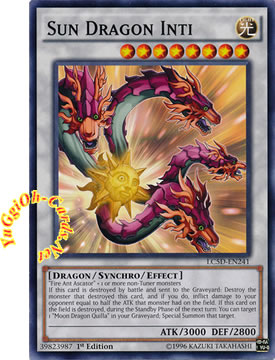 SUN DRAGON INTI
YuGgiOh-Cards.Net
LC5D-EN241
[DRAGON / SYNCHRO / EFFECT]
"Fire Ant Ascator" + 1 or more non-Tuner monsters
If this card is destroyed by battle and sent to the Graveyard: Destroy the
monster that destroyed this card, and if you do, inflict damage to your
opponent equal to half the ATK that monster had on the field. If this card on
the field is destroyed, during the Standby Phase of the next turn: You can target
1 "Moon Dragon Quilla" in your Graveyard; Special Summon that target.
ATK/3000 DEF/2800
39823987 1st Edition ©1996 KAZUKI TAKAHASHI